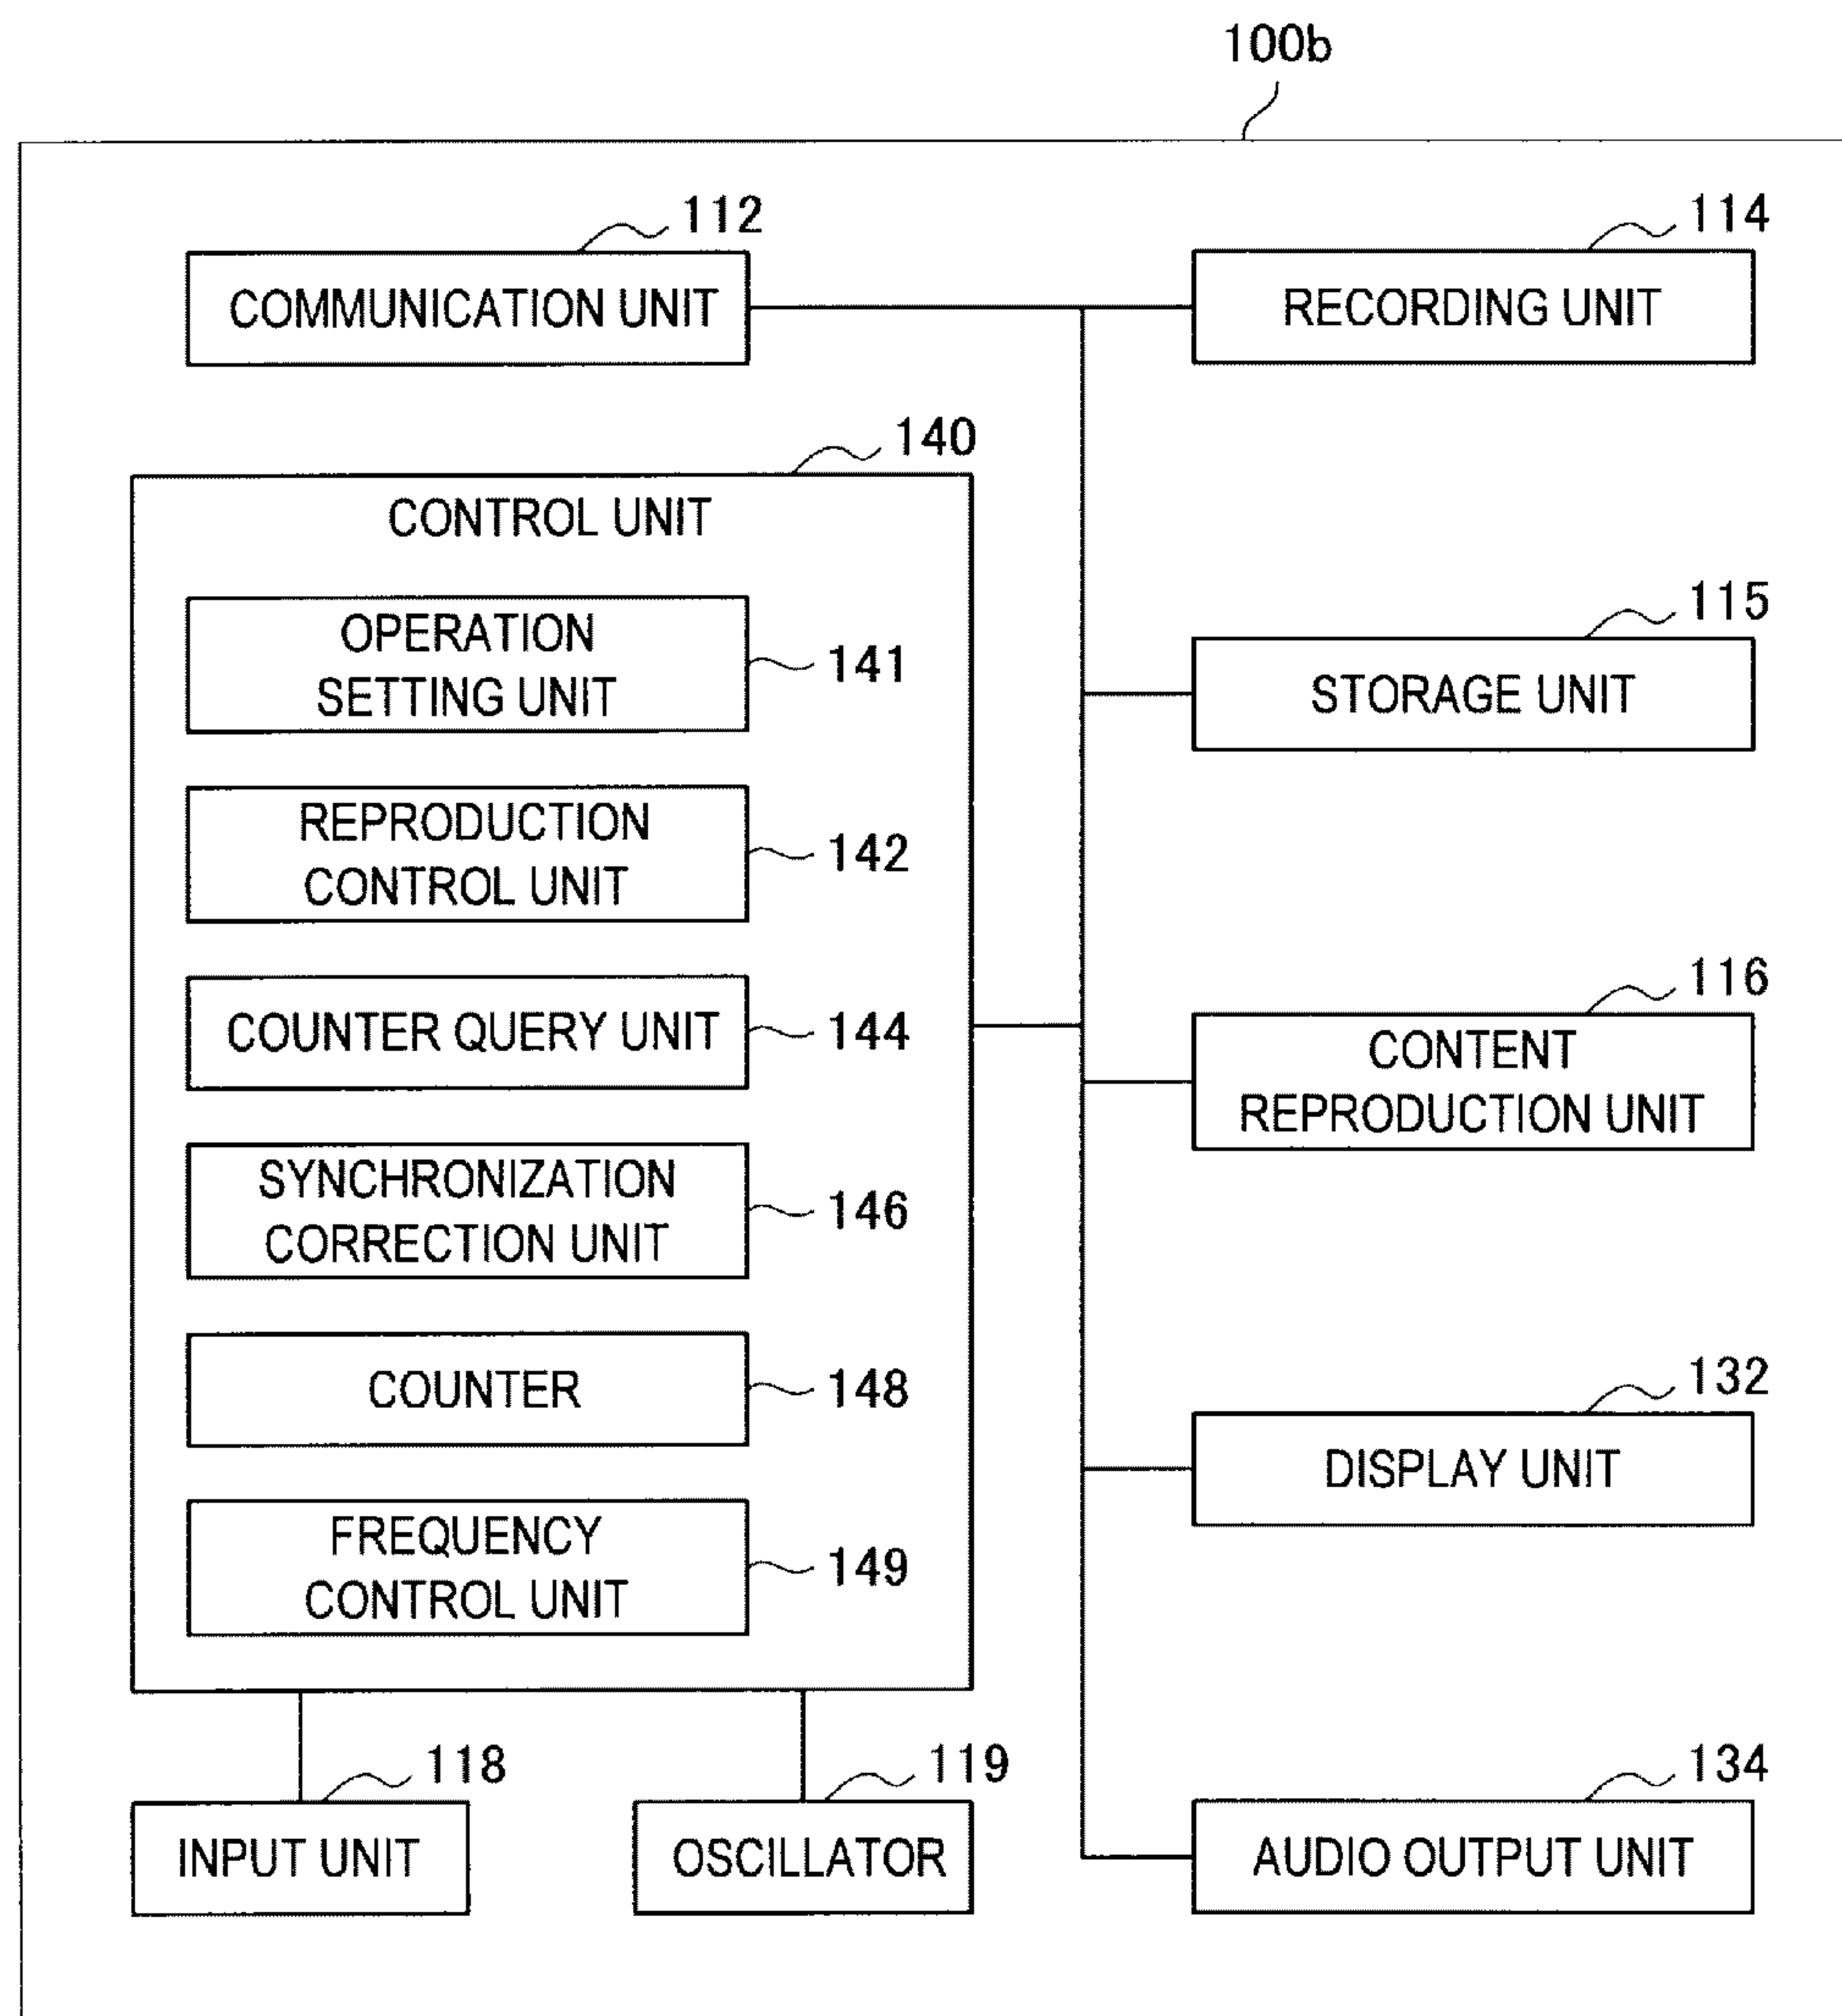 100b
112
COMMUNICATION UNIT
114
RECORDING UNIT
140
CONTROL UNIT
OPERATION
SETTING UNIT
141
REPRODUCTION
CONTROL UNIT
142
COUNTER QUERY UNIT
144
SYNCHRONIZATION
CORRECTION UNIT
146
COUNTER
148
FREQUENCY
CONTROL UNIT
149
115
STORAGE UNIT
116
CONTENT
REPRODUCTION UNIT
132
DISPLAY UNIT
118
INPUT UNIT
119
OSCILLATOR
134
AUDIO OUTPUT UNIT